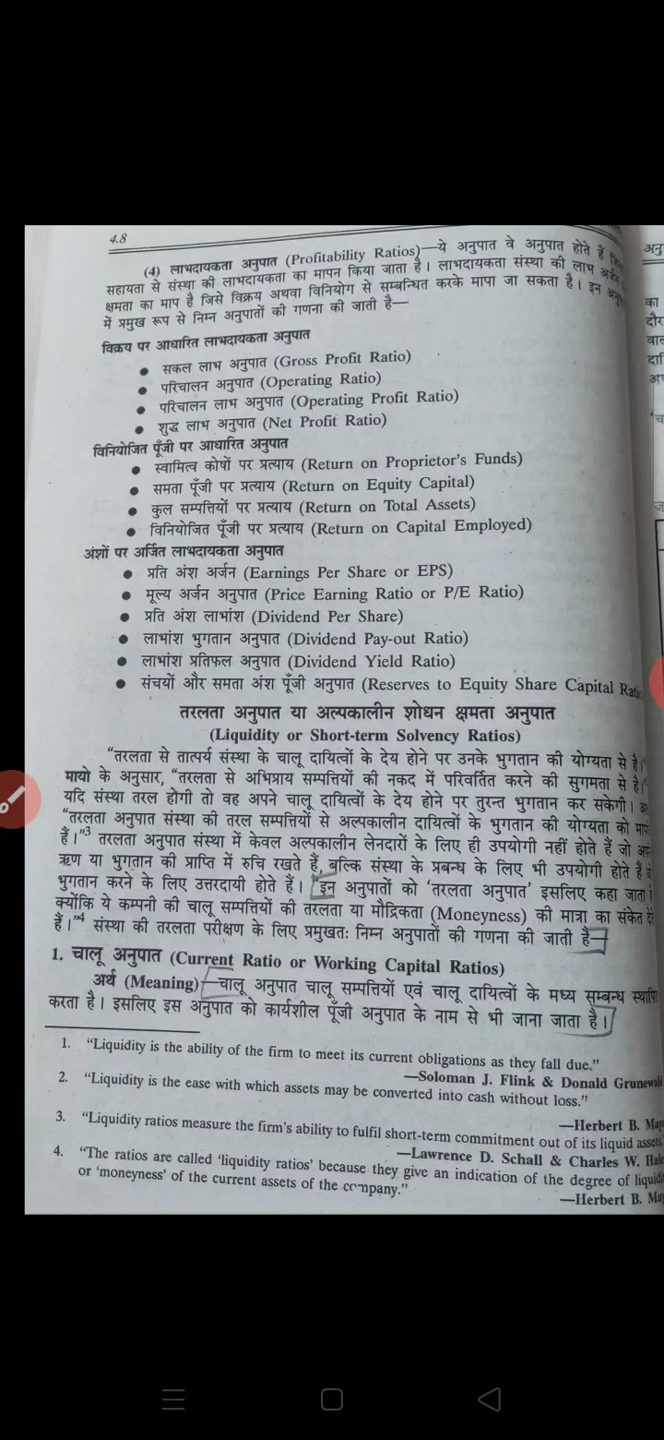 4.8
(4) लाभदायकता अनुपात (Profitability Ratios)—ये अनुपात वे अनुपात होते हैं
सहायता से संस्था की लाभदायकता का मापन किया जाता है। लाभदायकता संस्था की लाभ अर्जन
क्षमता का माप है जिसे विक्रय अथवा विनियोग से सम्बन्धित करके मापा जा सकता है। इन
में प्रमुख रूप से निम्न अनुपातों की गणना की जाती है—
विक्रय पर आधारित लाभदायकता अनुपात
● सकल लाभ अनुपात (Gross Profit Ratio)
● परिचालन अनुपात (Operating Ratio)
● परिचालन लाभ अनुपात (Operating Profit Ratio)
● शुद्ध लाभ अनुपात (Net Profit Ratio)
विनियोजित पूँजी पर आधारित अनुपात
● स्वामित्व कोषों पर प्रत्याय (Return on Proprietor's Funds)
● समता पूँजी पर प्रत्याय (Return on Equity Capital)
● कुल सम्पत्तियों पर प्रत्याय (Return on Total Assets)
● विनियोजित पूँजी पर प्रत्याय (Return on Capital Employed)
अंशों पर अर्जित लाभदायकता अनुपात
● प्रति अंश अर्जन (Earnings Per Share or EPS)
● मूल्य अर्जन अनुपात (Price Earning Ratio or P/E Ratio)
● प्रति अंश लाभांश (Dividend Per Share)
● लाभांश भुगतान अनुपात (Dividend Pay-out Ratio)
● लाभांश प्रतिफल अनुपात (Dividend Yield Ratio)
● संचयों और समता अंश पूँजी अनुपात (Reserves to Equity Share Capital
तरलता अनुपात या अल्पकालीन शोधन क्षमता अनुपात
(Liquidity or Short-term Solvency Ratios)
“तरलता से तात्पर्य संस्था के चालू दायित्वों के देय होने पर उनके भुगतान की योग्यता से है।
मायो के अनुसार, “तरलता से अभिप्राय सम्पत्तियों की नकद में परिवर्तित करने की सुगमता से है।
यदि संस्था तरल होगी तो वह अपने चालू दायित्वों के देय होने पर तुरन्त भुगतान कर सकेगी।
“तरलता अनुपात संस्था की तरल सम्पत्तियों से अल्पकालीन दायित्वों के भुगतान की योग्यता को
हैं।”3 तरलता अनुपात संस्था में केवल अल्पकालीन लेनदारों के लिए ही उपयोगी नहीं होते हैं जो
ऋण या भुगतान की प्राप्ति में रुचि रखते हैं, बल्कि संस्था के प्रबन्ध के लिए भी उपयोगी होते हैं
भुगतान करने के लिए उत्तरदायी होते हैं। “इन अनुपातों को ‘तरलता अनुपात’ इसलिए कहा जाता
क्योंकि ये कम्पनी की चालू सम्पत्तियों की तरलता या मौद्रिकता (Moneyness) की मात्रा का संकेत
हैं।”4 संस्था की तरलता परीक्षण के लिए प्रमुखतः निम्न अनुपातों की गणना की जाती है—
1. चालू अनुपात (Current Ratio or Working Capital Ratios)
अर्थ (Meaning)—चालू अनुपात चालू सम्पत्तियों एवं चालू दायित्वों के मध्य सम्बन्ध
करता है। इसलिए इस अनुपात को कार्यशील पूँजी अनुपात के नाम से भी जाना जाता है।
1. “Liquidity is the ability of the firm to meet its current obligations as they fall due.”
—Soloman J. Flink & Donald
2. “Liquidity is the ease with which assets may be converted into cash without loss.”
—Herbert B.
3. “Liquidity ratios measure the firm's ability to fulfil short-term commitment out of its liquid assets.
—Lawrence D. Schall & Charles W.
4. “The ratios are called ‘liquidity ratios’ because they give an indication of the degree of
or ‘moneyness’ of the current assets of the company.”
—Herbert B.